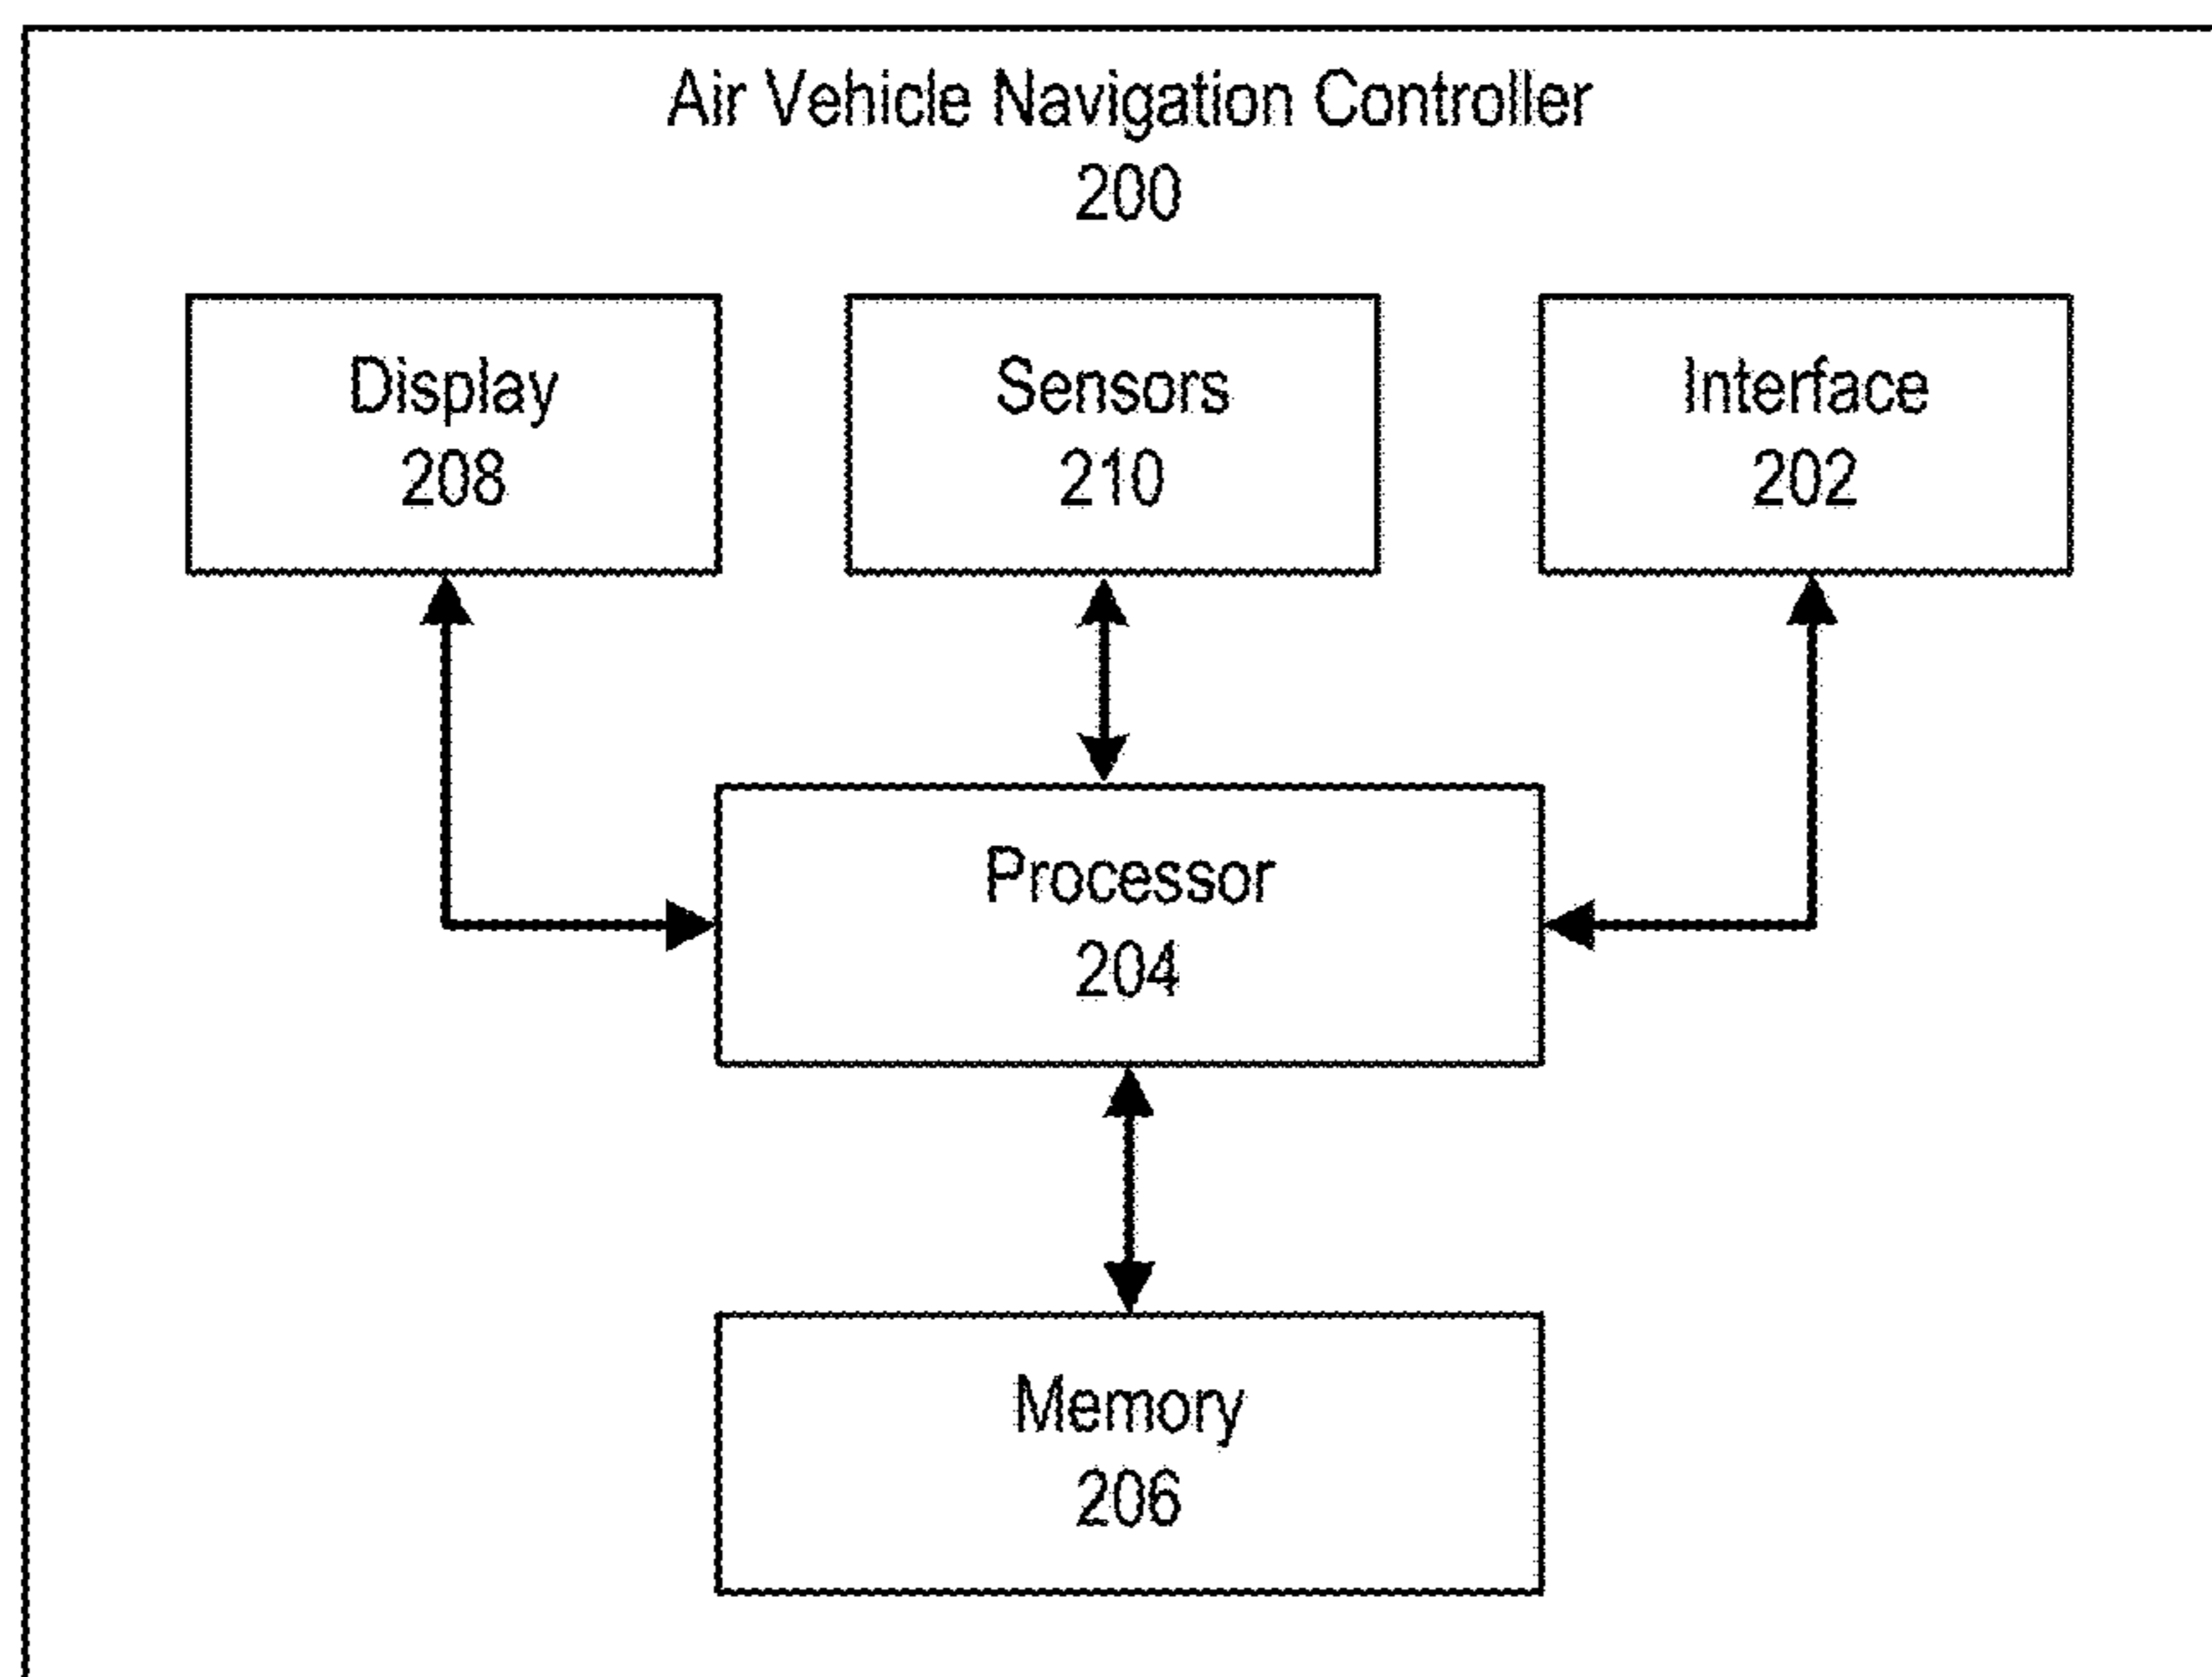 Air Vehicle Navigation Controller
200
Display
208
Sensors
210
Interface
202
Processor
204
Memory
206